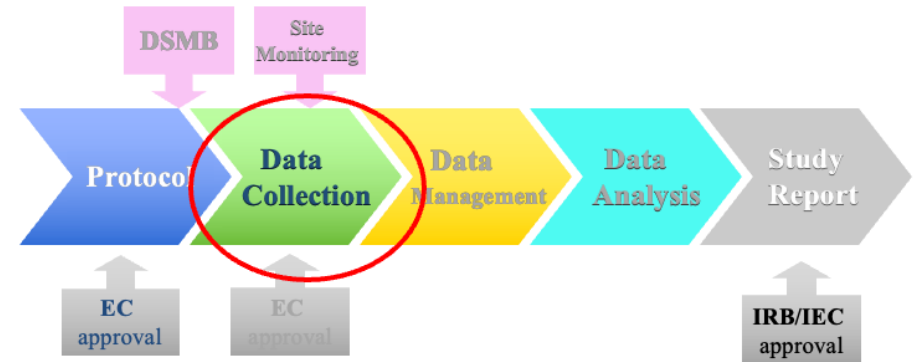 DSMB
Site
Monitoring
Protocol
Data
Collection
Data
Management
Data
Analysis
Study
Report
EC
approval
EC
approval
IRB/IEC
approval